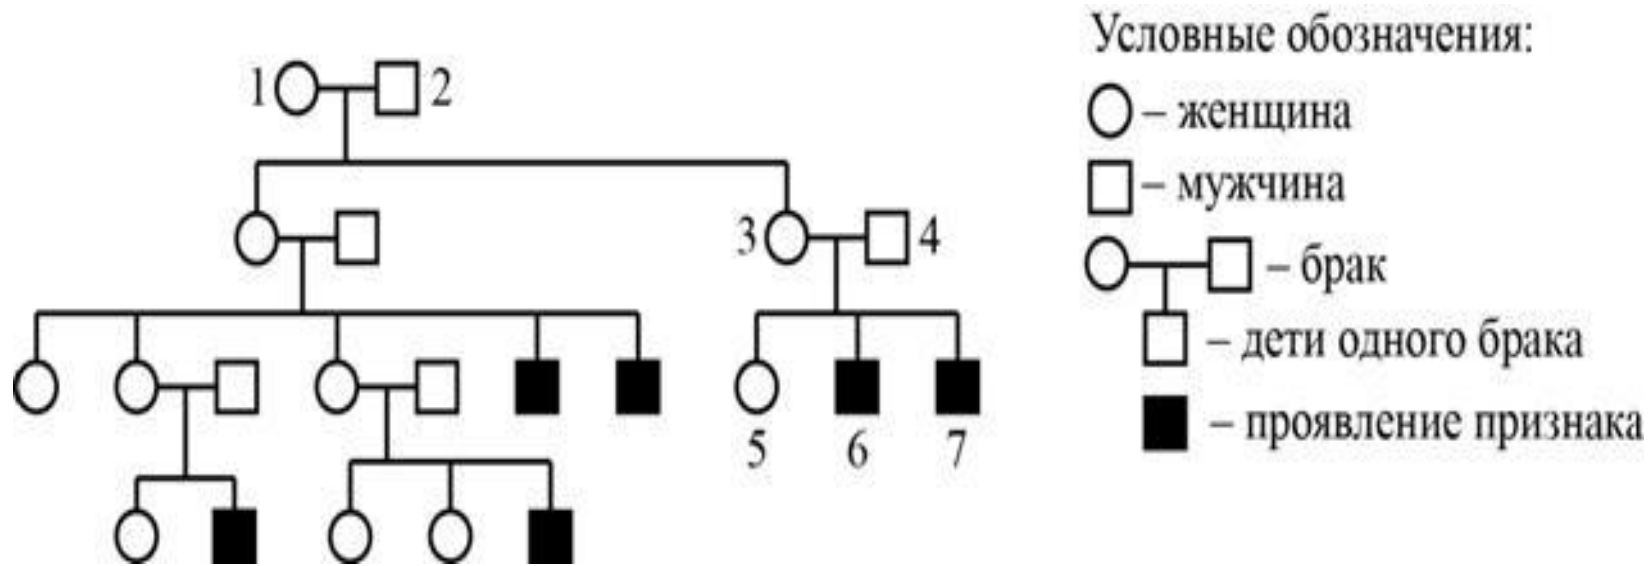 Условные обозначения:
1 2
– женщина
– мужчина
3 4
– брак
– дети одного брака
– проявление признака
5 6 7